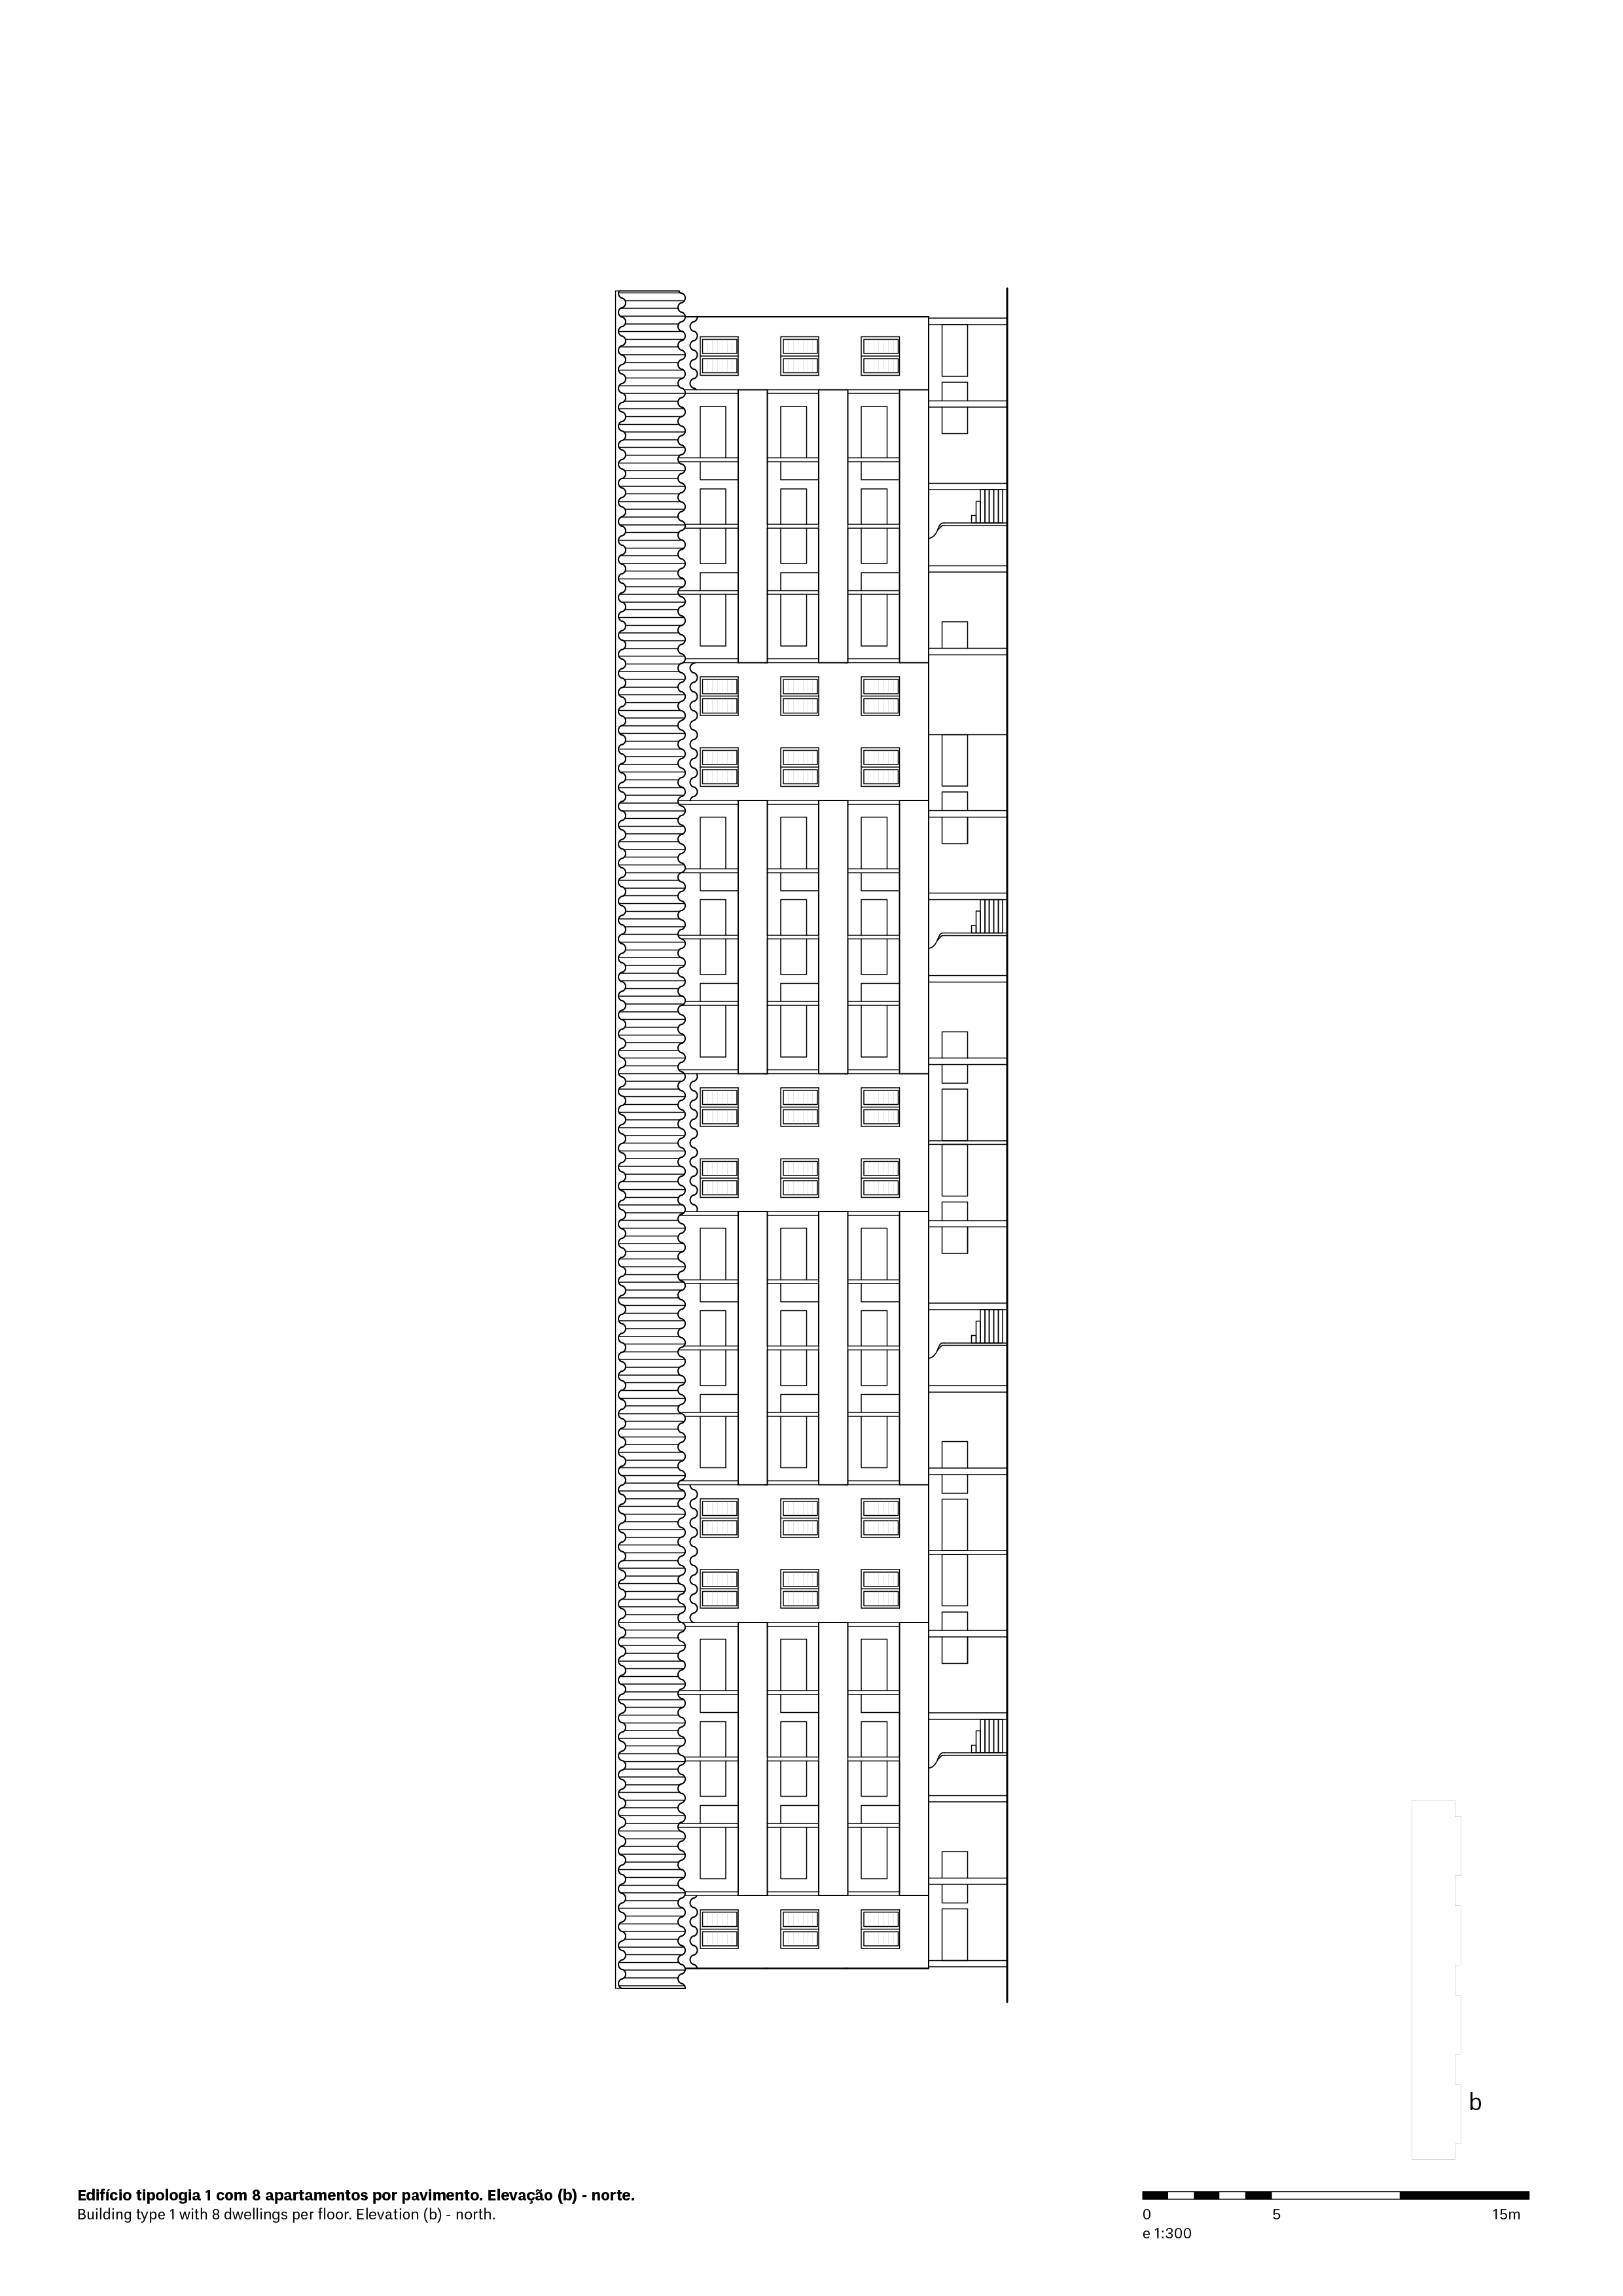 b
Edifício tipologia 1 com 8 apartamentos por pavimento. Elevação (b) - norte.
Building type 1 with 8 dwellings per floor. Elevation (b) - north.
0 5 15m
e 1:300